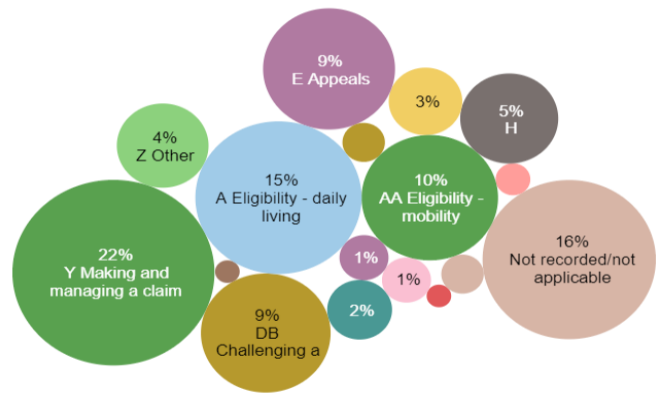 9%
E Appeals
3%
5%
H
4%
Z Other
15%
A Eligibility - daily
living
10%
AA Eligibility -
mobility
22%
Y Making and
managing a claim
16%
Not recorded/not
applicable
1%
1%
2%
9%
DB
Challenging a